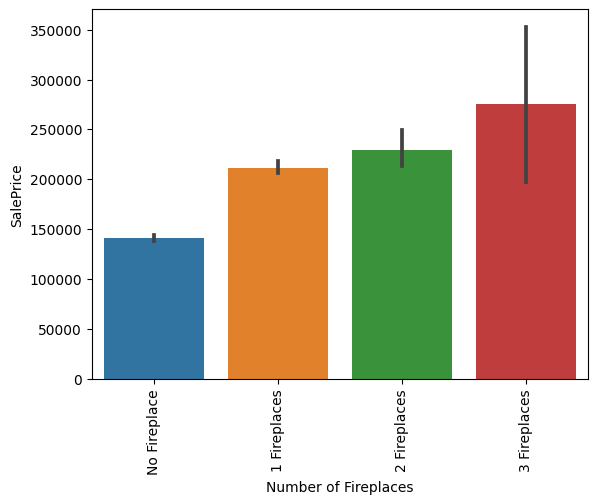 350000
300000
250000
200000
150000
100000
50000
0
SalePrice
No Fireplace
1 Fireplaces
2 Fireplaces
3 Fireplaces
Number of Fireplaces